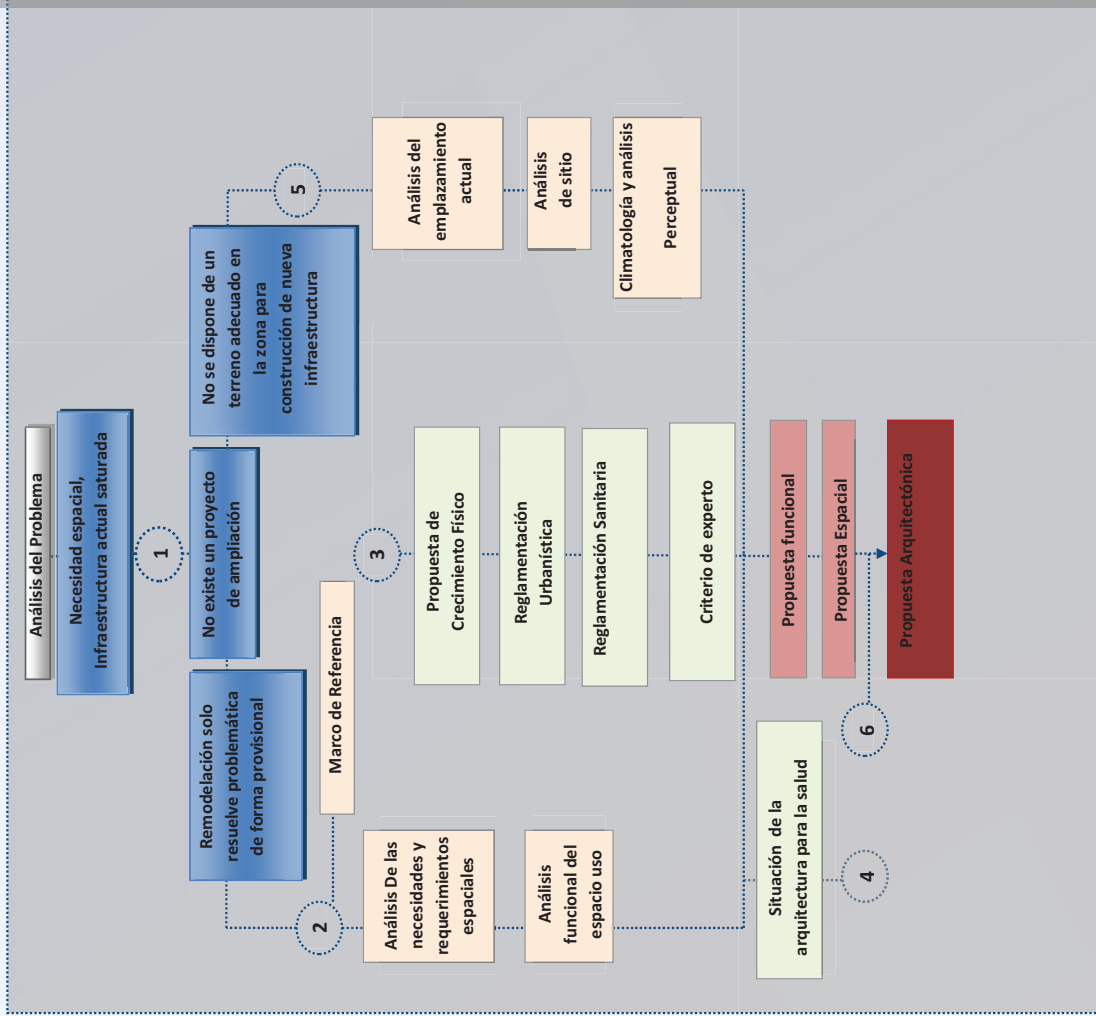 Análisis del Problema
Necesidad espacial,
Infraestructura actual saturada
1
Remodelación solo
resuelve problemática
de forma provisional
No existe un proyecto
de ampliación
No se dispone de un
terreno adecuado en
la zona para
construcción de nueva
infraestructura
2
Marco de Referencia
Análisis De las
necesidades y
requerimientos
espaciales
Análisis
funcional del
espacio uso
3
Propuesta de
Crecimiento Físico
Reglamentación
Urbanística
Reglamentación Sanitaria
Criterio de experto
5
Análisis del
emplazamiento
actual
Análisis
de sitio
Climatología y análisis
Perceptual
Situación de la
arquitectura para la salud
4
Propuesta funcional
Propuesta Espacial
6
Propuesta Arquitectónica